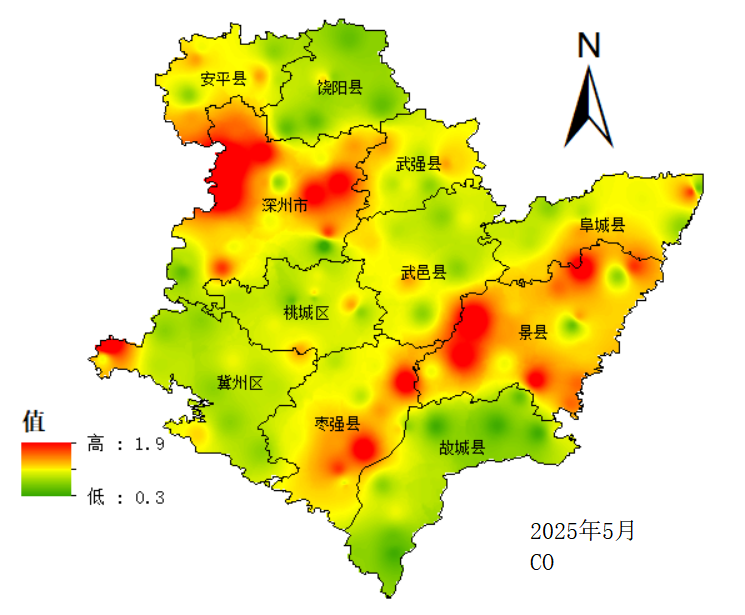 N
安平县
饶阳县
武强县
深州市
阜城县
武邑县
桃城区
景县
冀州区
枣强县
故城县
值
高 : 1.9
低 : 0.3
2025年5月
CO